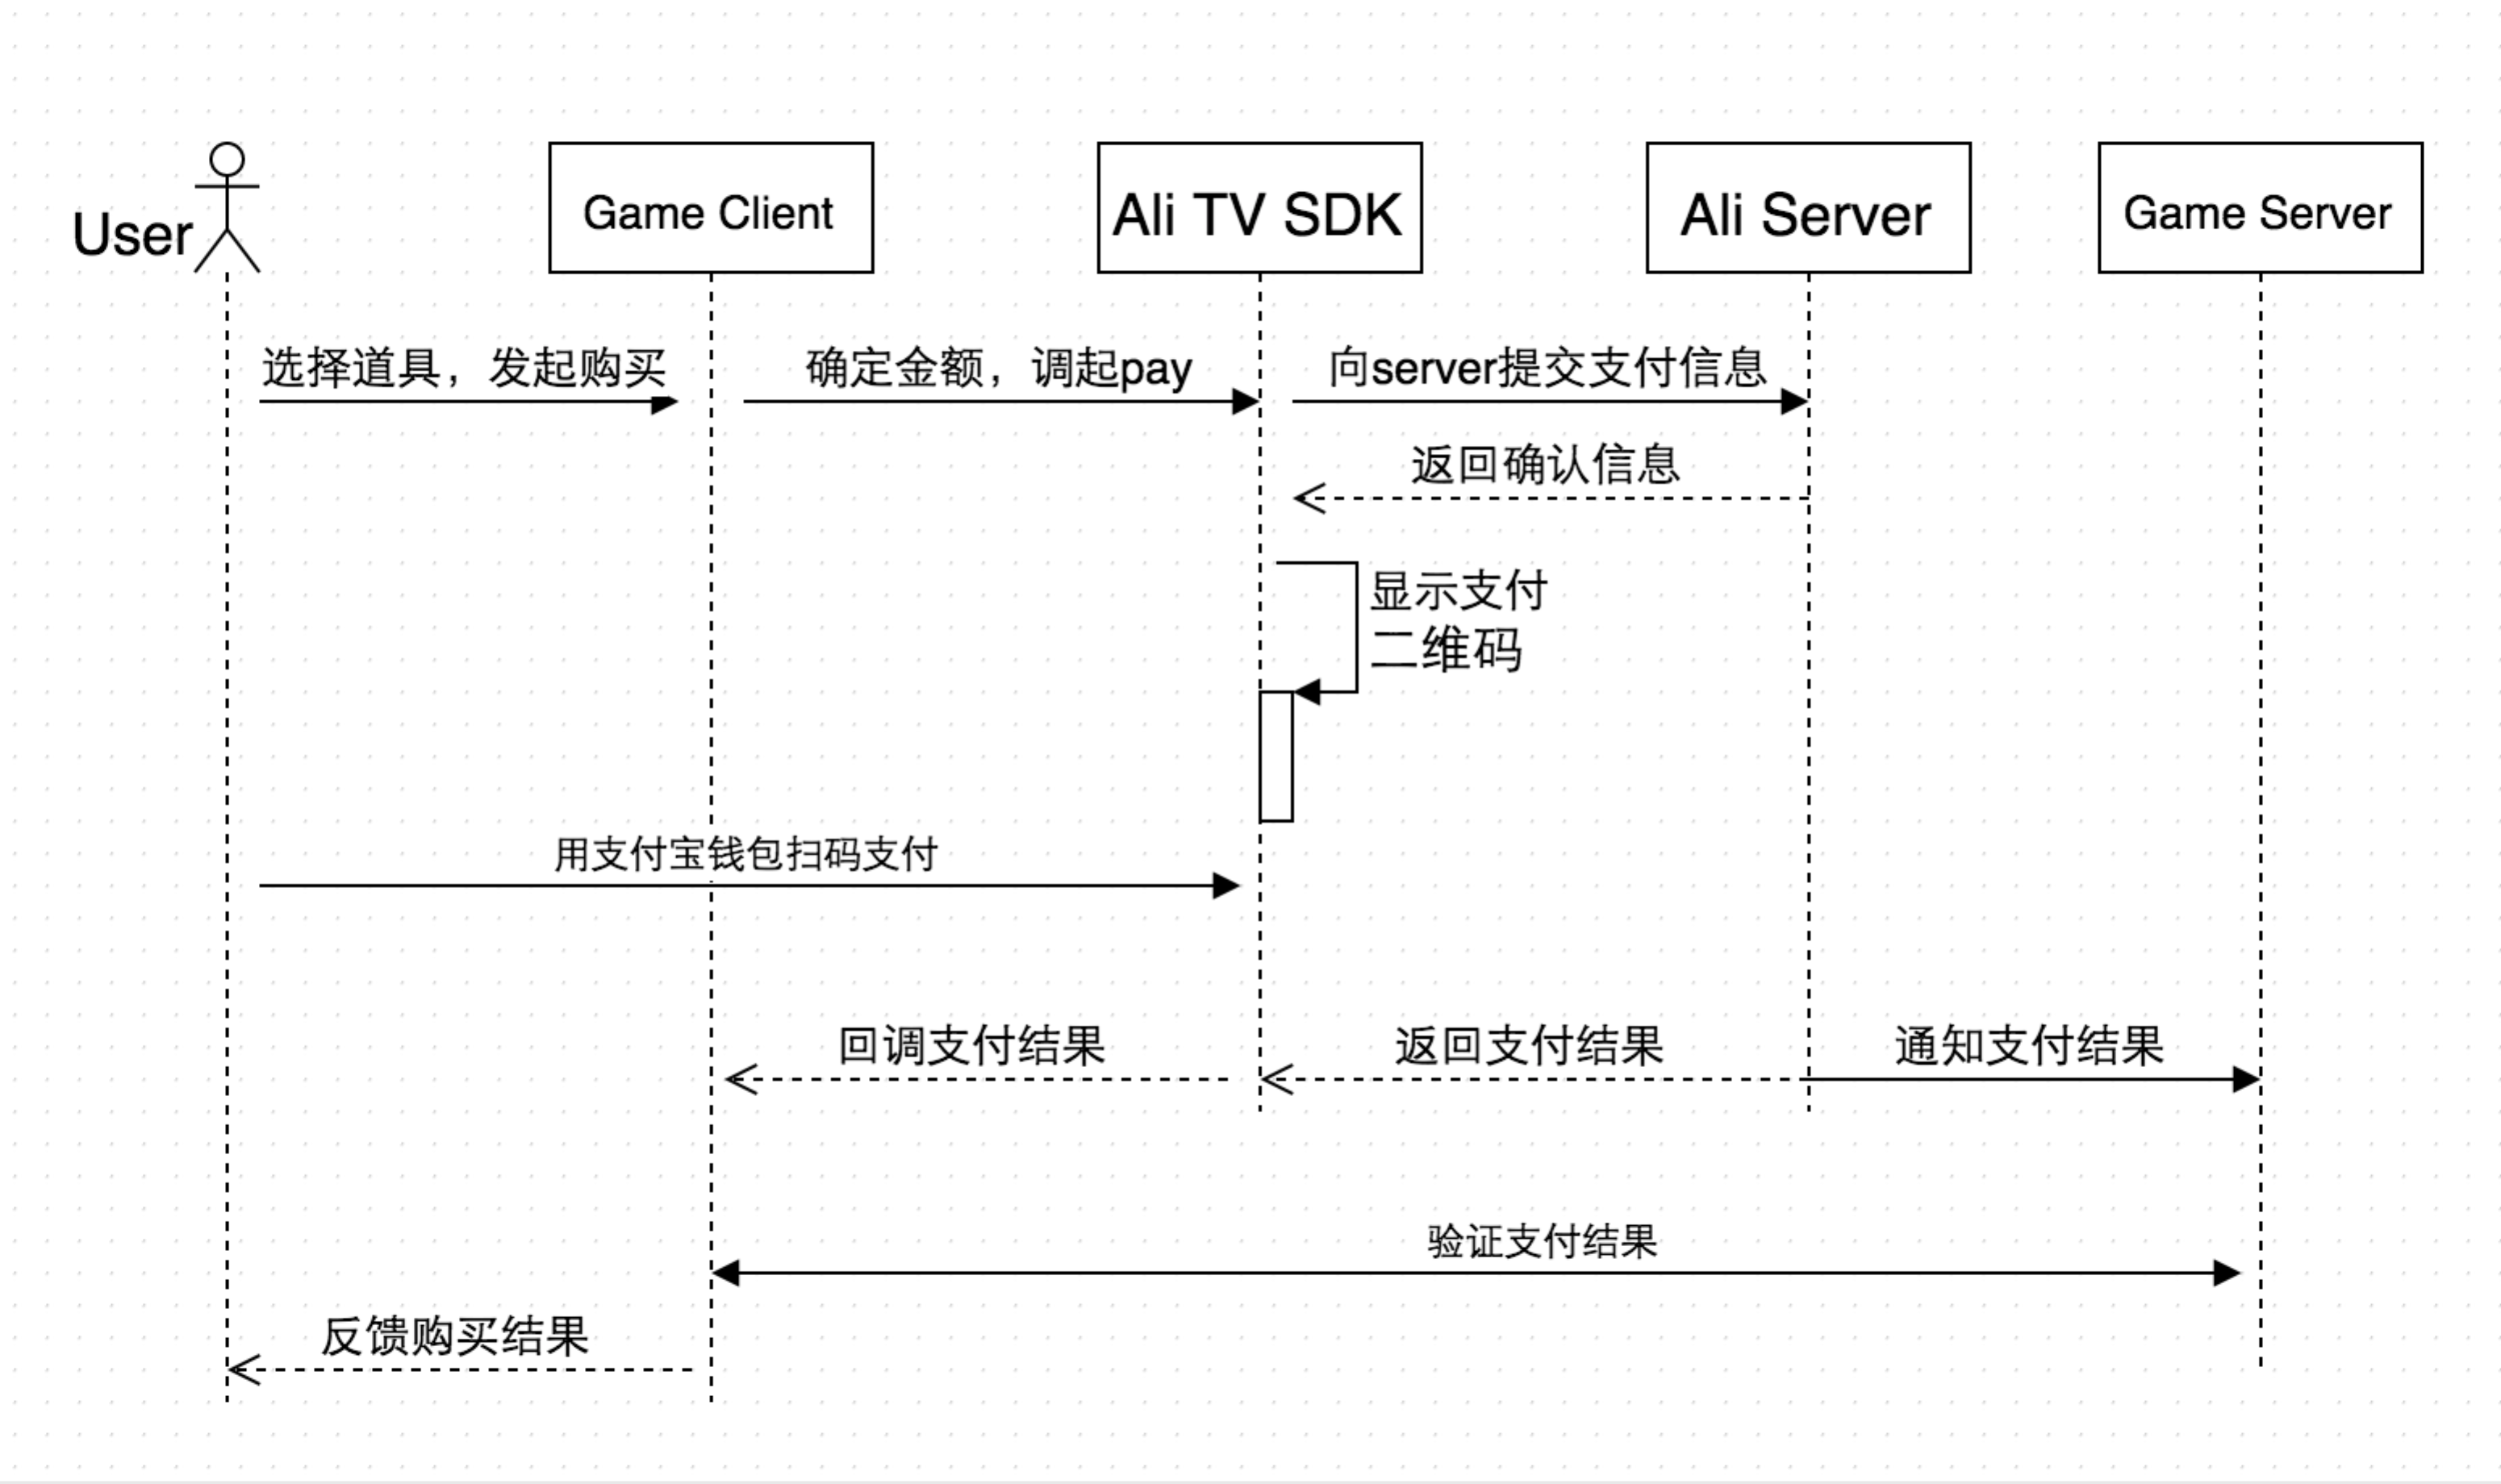 User
Game Client
Ali TV SDK
Ali Server
Game Server
选择道具，发起购买
确定金额，调起pay
向server提交支付信息
返回确认信息
显示支付
二维码
用支付宝钱包扫码支付
回调支付结果
返回支付结果
通知支付结果
验证支付结果
反馈购买结果